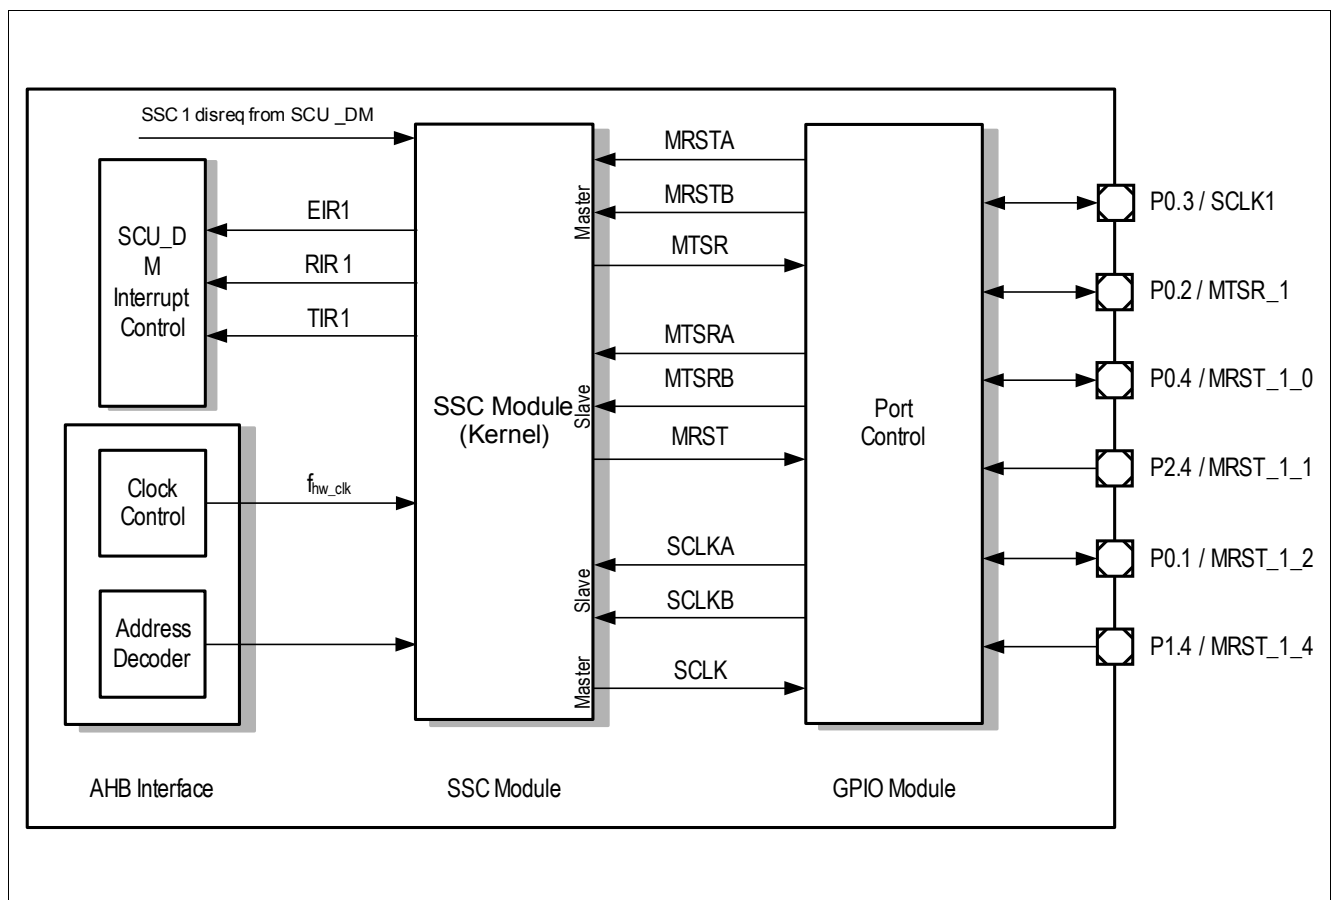 SSC 1 disreq from SCU _DM
SCU_D
M
Interrupt
Control
EIR1
RIR 1
TIR 1
Clock
Control
fhw_clk
Address
Decoder
AHB Interface
SSC Module
(Kernel)
Master
Slave
Slave
Master
SSC Module
MRSTA
MRSTB
MTSR
MTSRA
MTSRB
MRST
SCLKA
SCLKB
SCLK
Port
Control
GPIO Module
P0.3 / SCLK1
P0.2 / MTSR_1
P0.4 / MRST_1_0
P2.4 / MRST_1_1
P0.1 / MRST_1_2
P1.4 / MRST_1_4